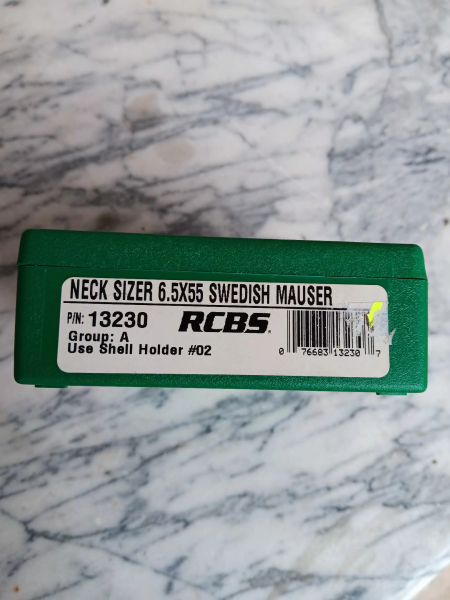 NECK SIZER 6.5X55 SWEDISH MAUSER
P/N: 13230 RCBS
Group: A
Use Shell Holder #02
0 76683 13230 7